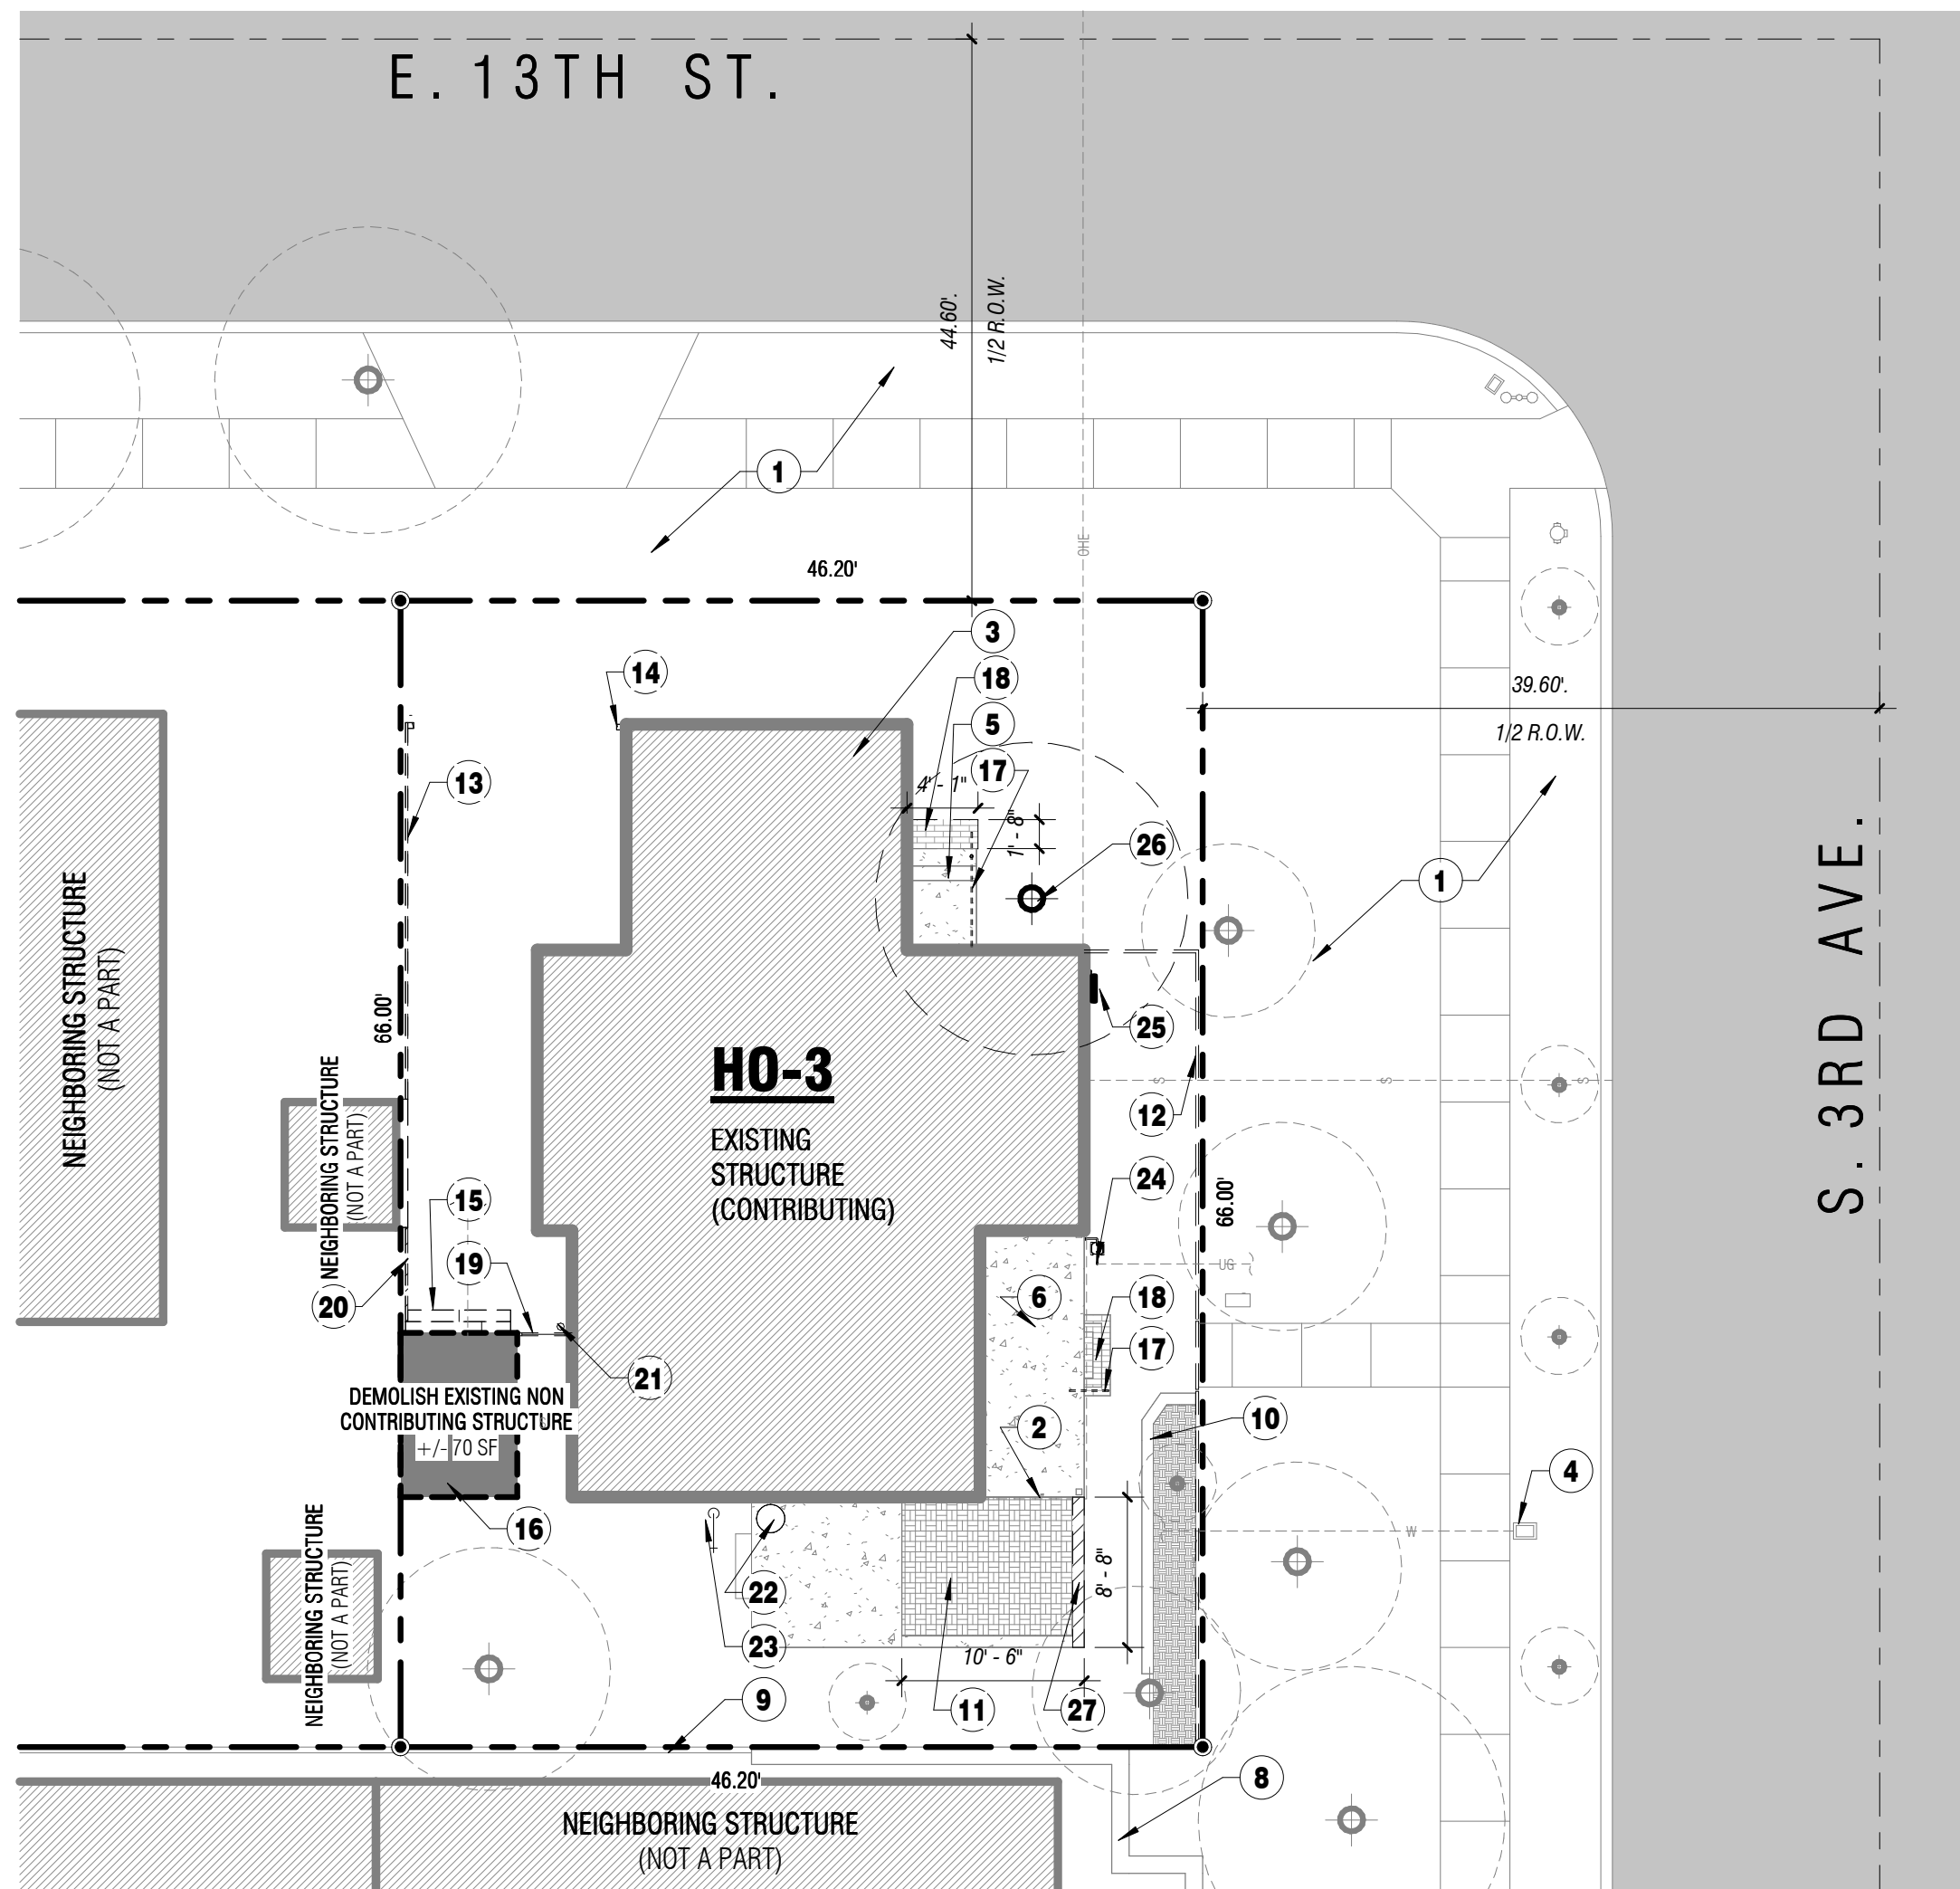 E. 13TH ST.
44.60'.
1/2 R.O.W.
1
46.20'
OHE
3
14
18
5
17
4' - 1"
1' - 8"
13
26
39.60'.
1/2 R.O.W.
1
S. 3RD AVE.
NEIGHBORING STRUCTURE
(NOT A PART)
66.00'
25
HO-3
EXISTING
STRUCTURE
(CONTRIBUTING)
S
S
S
12
NEIGHBORING STRUCTURE
(NOT A PART)
15
24
66.00'
19
UG
20
6
18
17
21
DEMOLISH EXISTING NON
CONTRIBUTING STRUCTURE
+/- 70 SF
2
10
4
16
W
NEIGHBORING STRUCTURE
(NOT A PART)
22
8' - 8"
23
10' - 6"
9
11
27
46.20'
8
NEIGHBORING STRUCTURE
(NOT A PART)